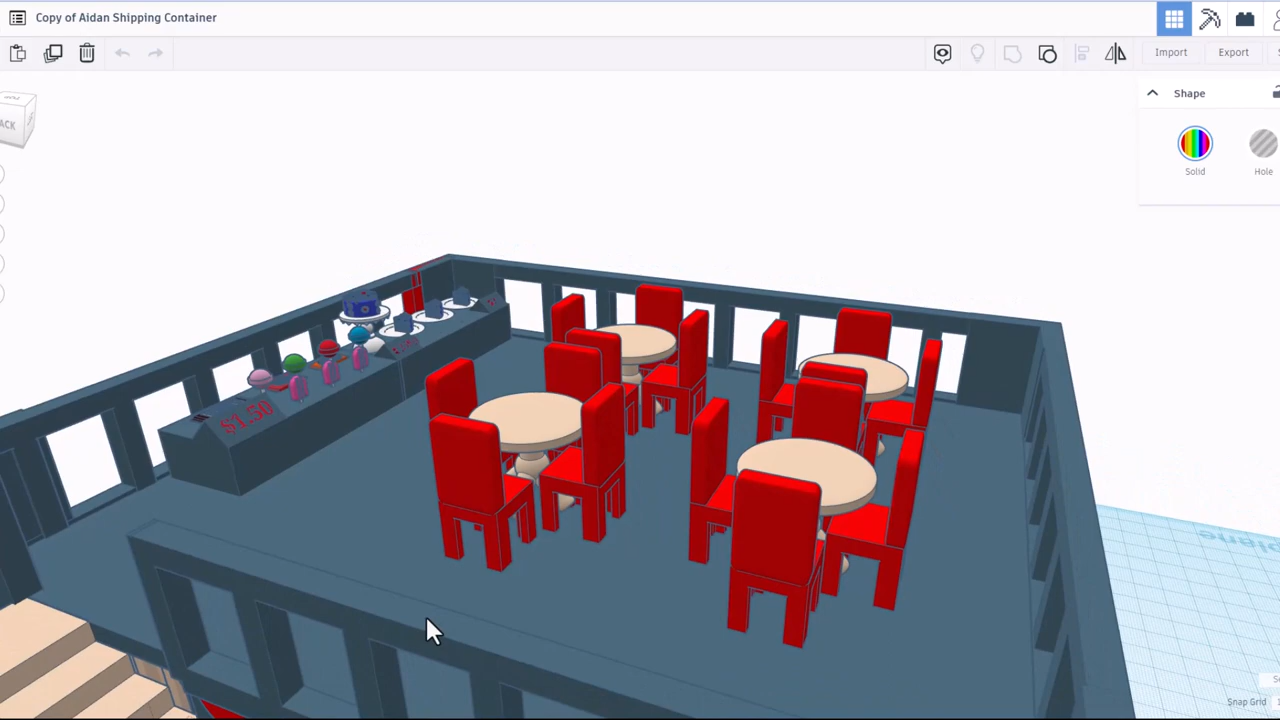 Copy of Aidan Shipping Container
Import
Export
Shape
Solid
Hole
$1.50
Snap Grid